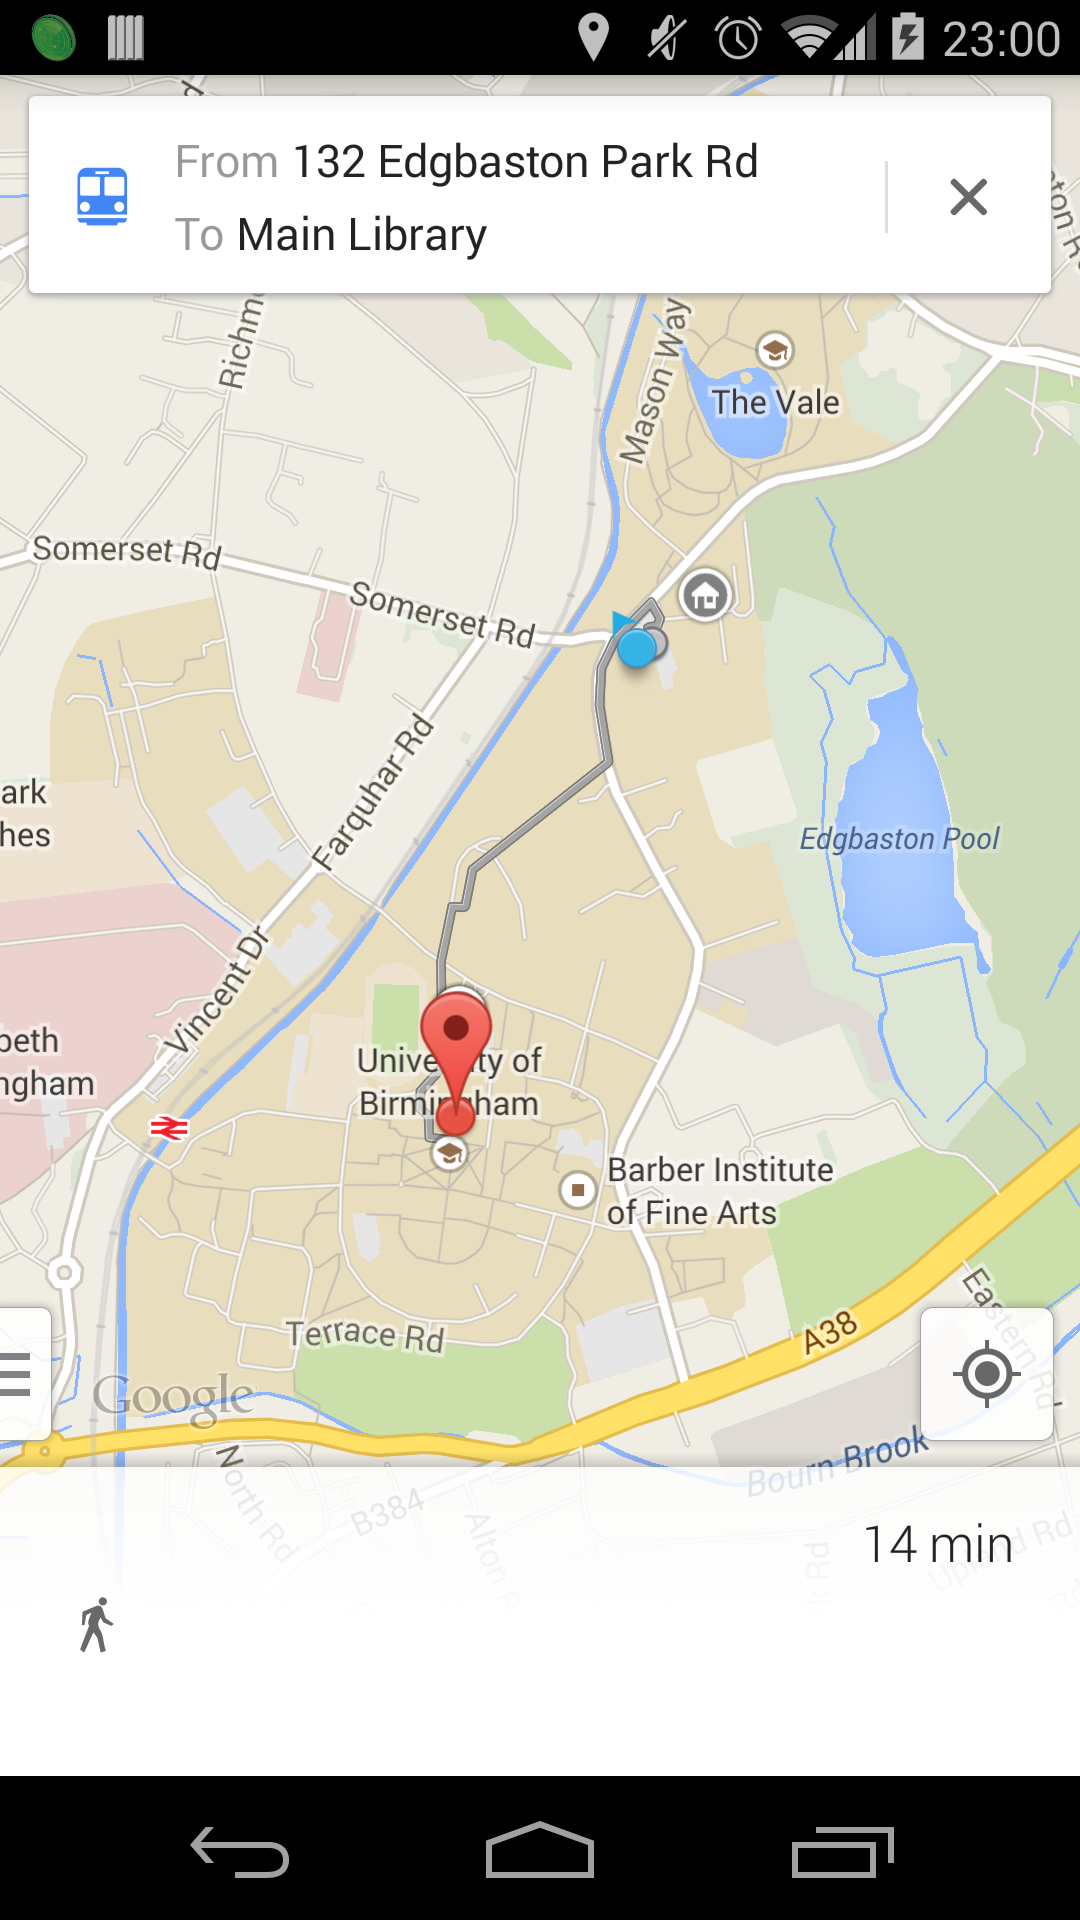 23:00
From 132 Edgbaston Park Rd
To Main Library
Mason Way
The Vale
Somerset Rd
Somerset Rd
Farquhar Rd
Edgbaston Pool
Vincent Dr
University of
Birmingham
Barber Institute
of Fine Arts
Terrace Rd
A38
Eastern Rd
Google
Bourn Brook
North Rd
B384
14 min